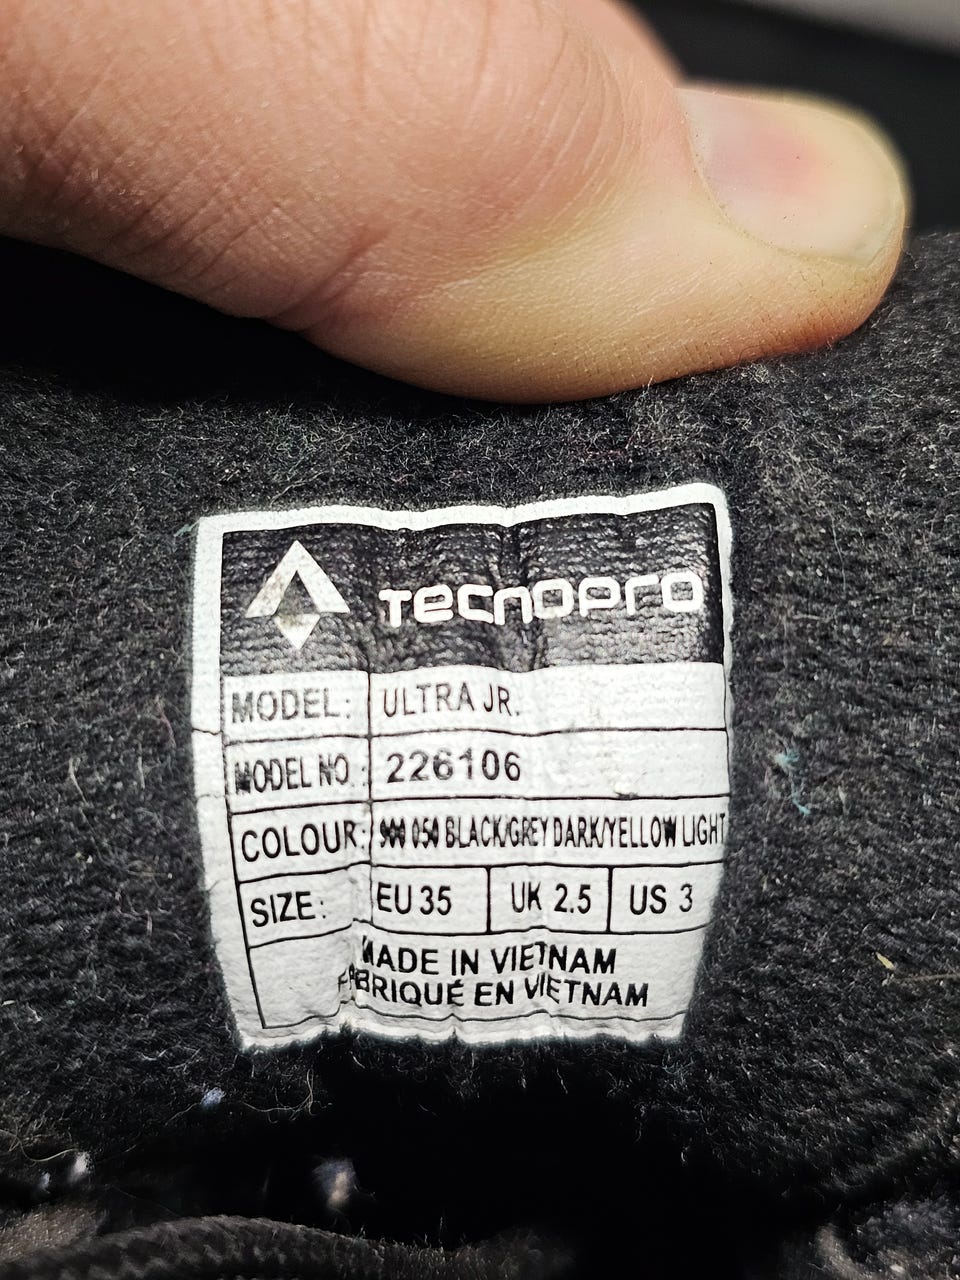 TECNOPRO
MODEL: ULTRA JR.
MODEL NO.: 226106
COLOUR: 900 050 BLACK/GREY DARK/YELLOW LIGHT
SIZE: EU 35 UK 2.5 US 3
MADE IN VIETNAM
FABRIQUÉ EN VIETNAM